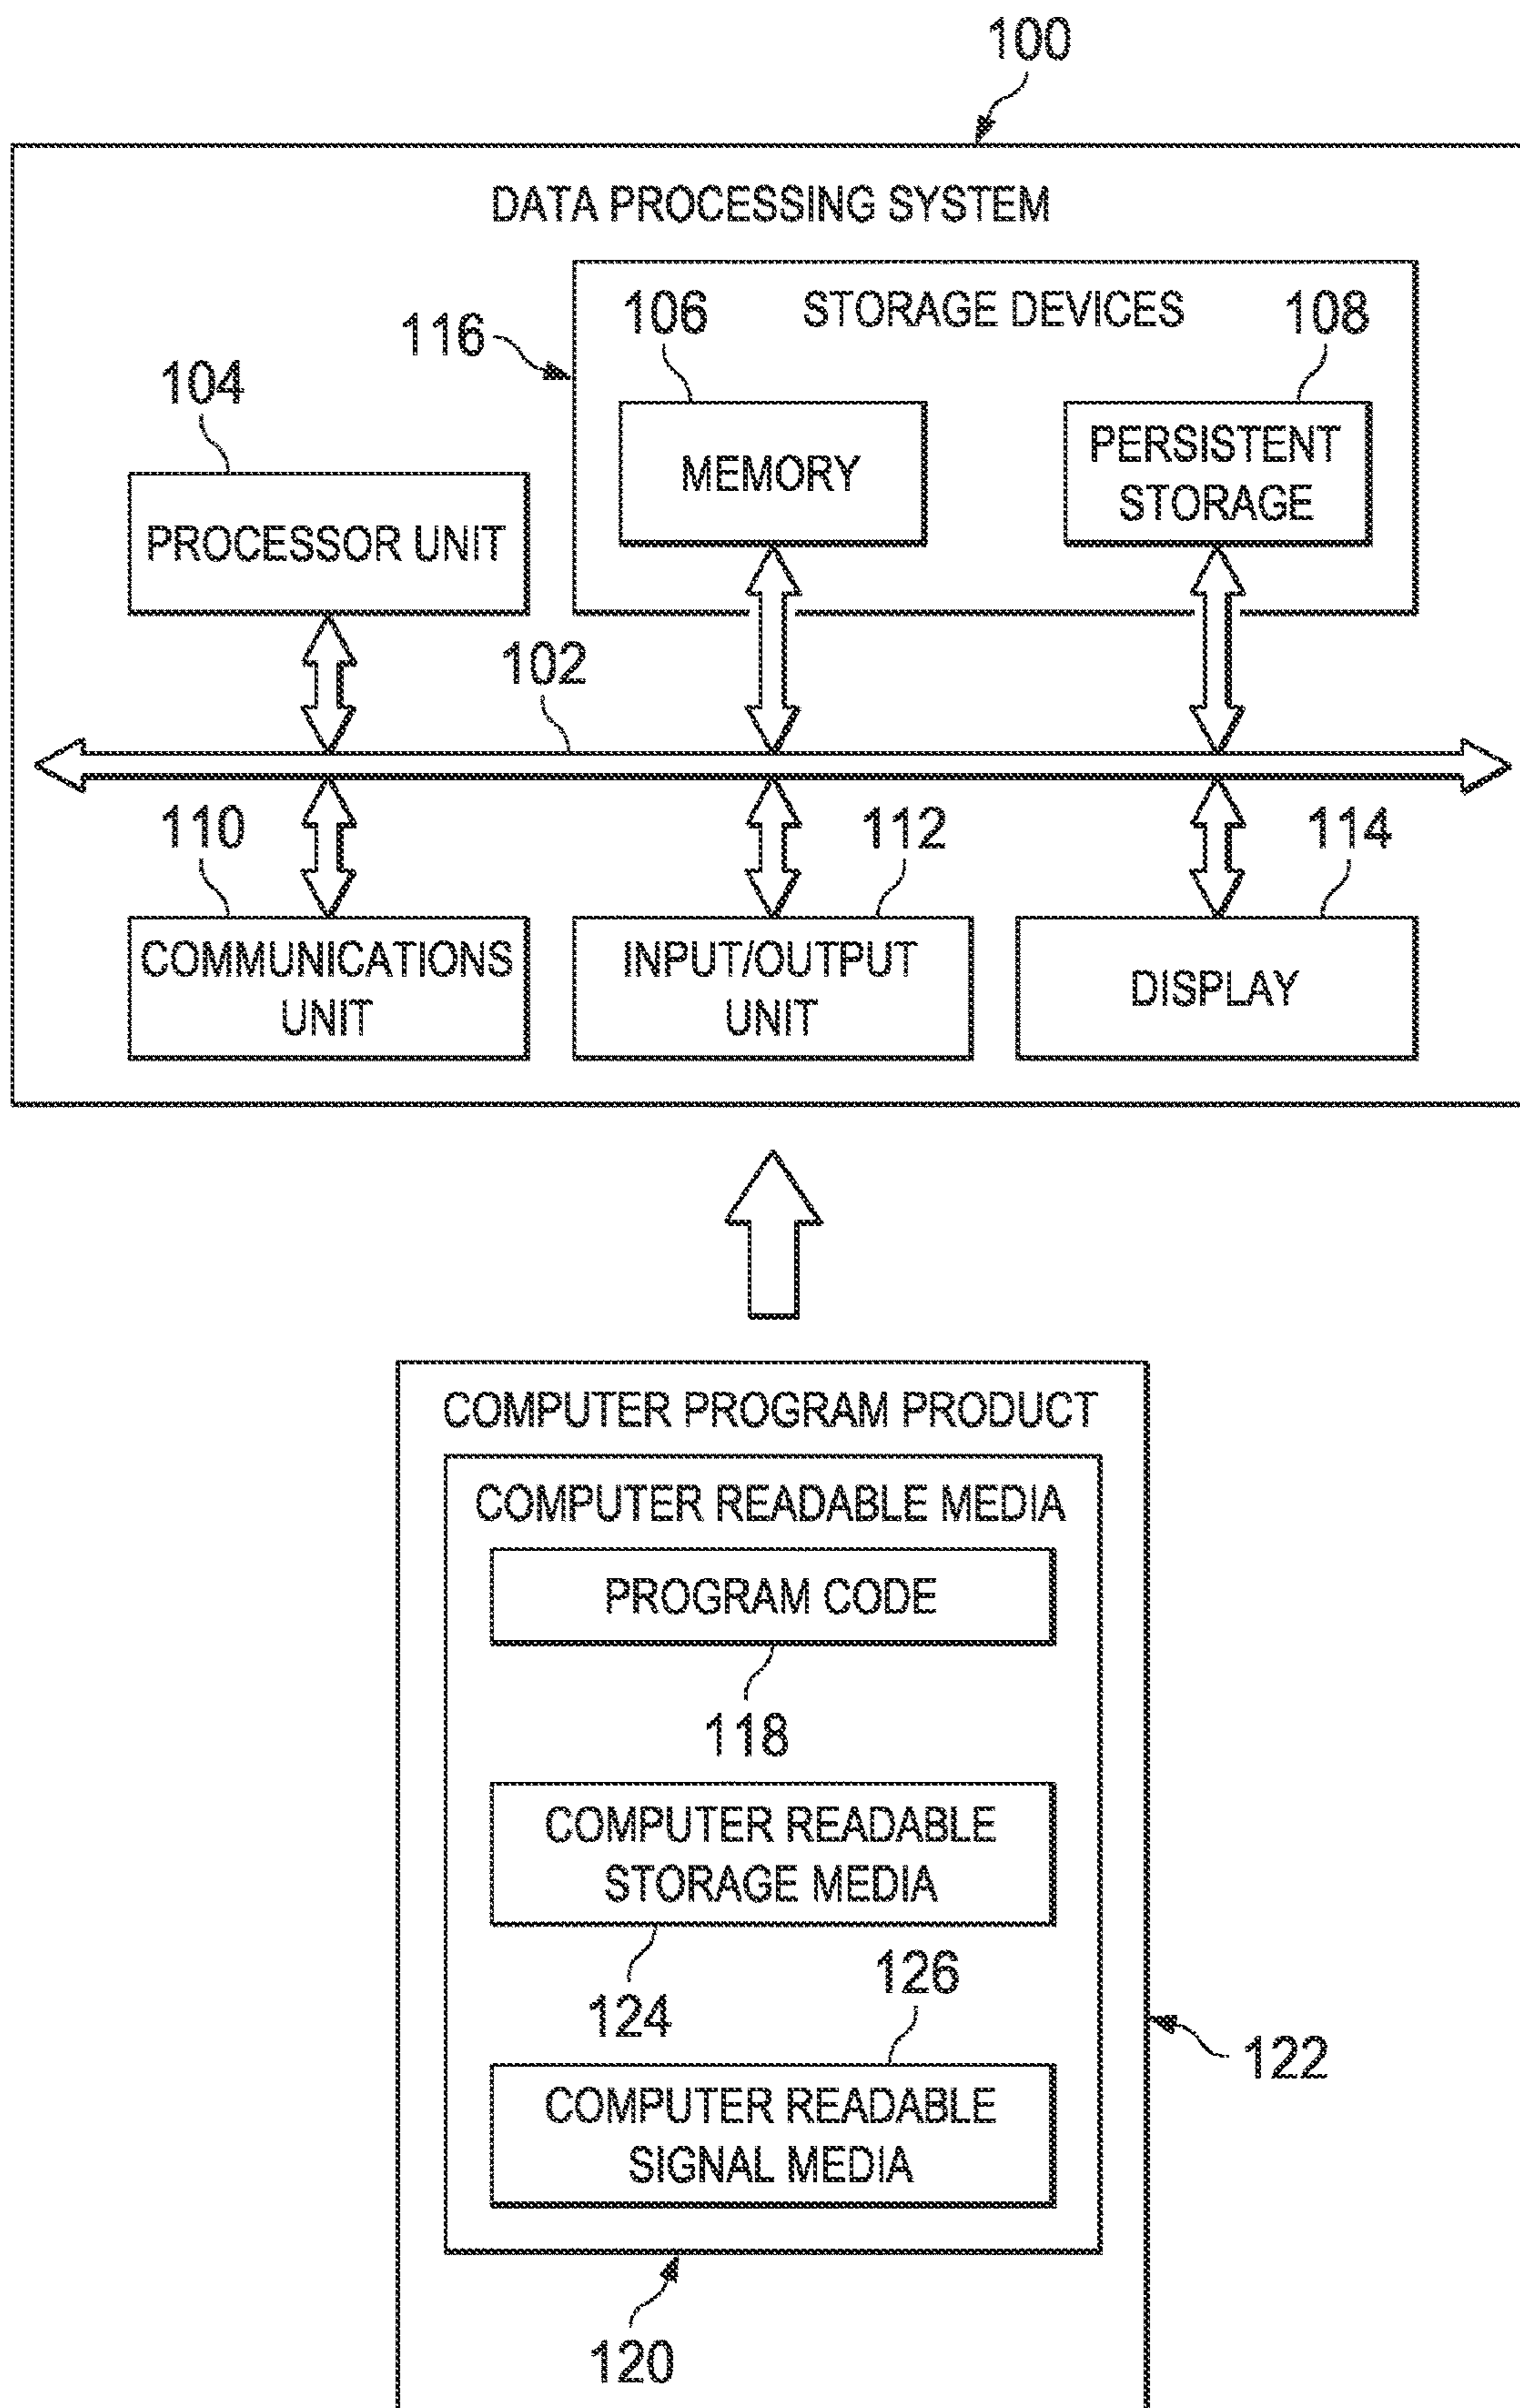 100
DATA PROCESSING SYSTEM
STORAGE DEVICES
116
106
108
104
MEMORY
PERSISTENT
STORAGE
PROCESSOR UNIT
102
110
112
114
COMMUNICATIONS
UNIT
INPUT/OUTPUT
UNIT
DISPLAY
COMPUTER PROGRAM PRODUCT
COMPUTER READABLE MEDIA
PROGRAM CODE
118
COMPUTER READABLE
STORAGE MEDIA
124
126
COMPUTER READABLE
SIGNAL MEDIA
122
120